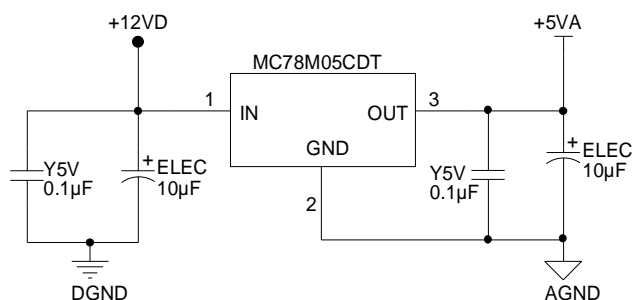 +12VD
+5VA
MC78M05CDT
1
IN
OUT
3
GND
2
Y5V
0.1µF
+
ELEC
10µF
Y5V
0.1µF
+
ELEC
10µF
DGND
AGND